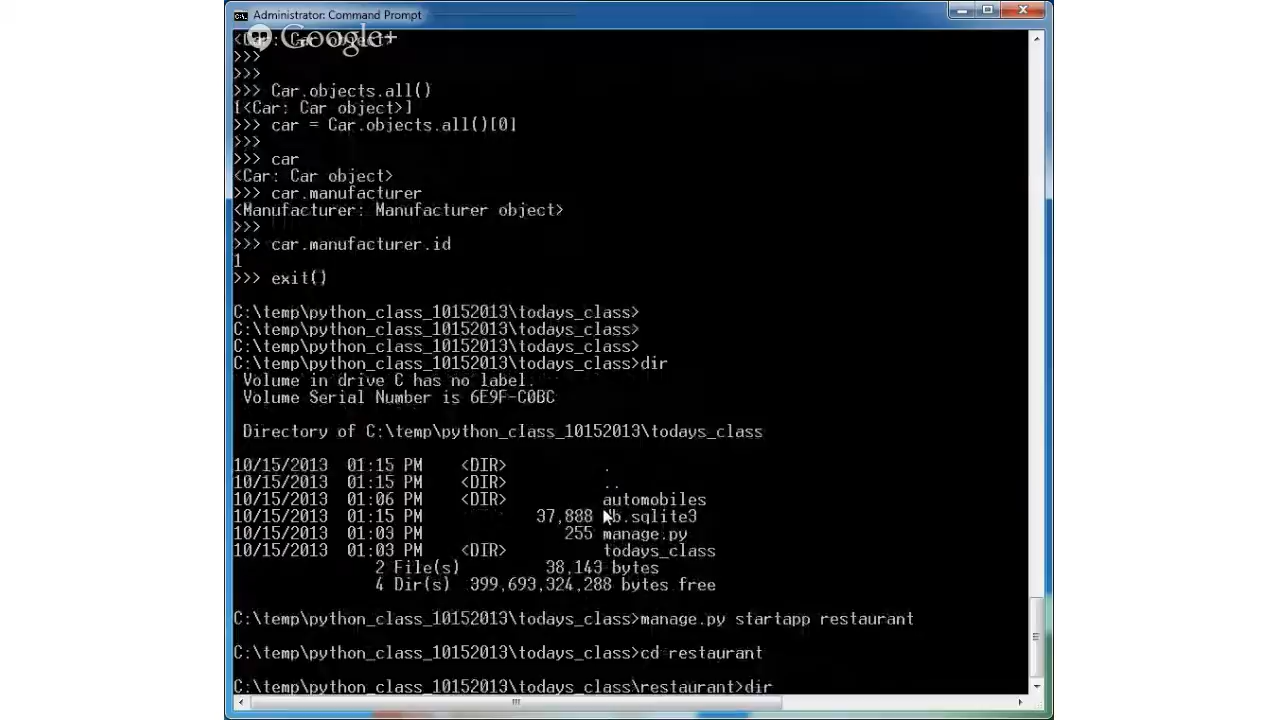 Administrator: Command Prompt
Google+
<Car: Car object>
>>>
>>>
>>> Car.objects.all()
[<Car: Car object>]
>>> car = Car.objects.all()[0]
>>>
>>> car
<Car: Car object>
>>> car.manufacturer
<Manufacturer: Manufacturer object>
>>>
>>> car.manufacturer.id
1
>>> exit()
C:\temp\python_class_10152013\todays_class>
C:\temp\python_class_10152013\todays_class>
C:\temp\python_class_10152013\todays_class>
C:\temp\python_class_10152013\todays_class>dir
Volume in drive C has no label.
Volume Serial Number is 6E9F-C0BC
Directory of C:\temp\python_class_10152013\todays_class
10/15/2013 01:15 PM <DIR> .
10/15/2013 01:15 PM <DIR> ..
10/15/2013 01:06 PM <DIR> automobiles
10/15/2013 01:15 PM 37,888 db.sqlite3
10/15/2013 01:03 PM 255 manage.py
10/15/2013 01:03 PM <DIR> todays_class
2 File(s) 38,143 bytes
4 Dir(s) 399,693,324,288 bytes free
C:\temp\python_class_10152013\todays_class>manage.py startapp restaurant
C:\temp\python_class_10152013\todays_class>cd restaurant
C:\temp\python_class_10152013\todays_class\restaurant>dir